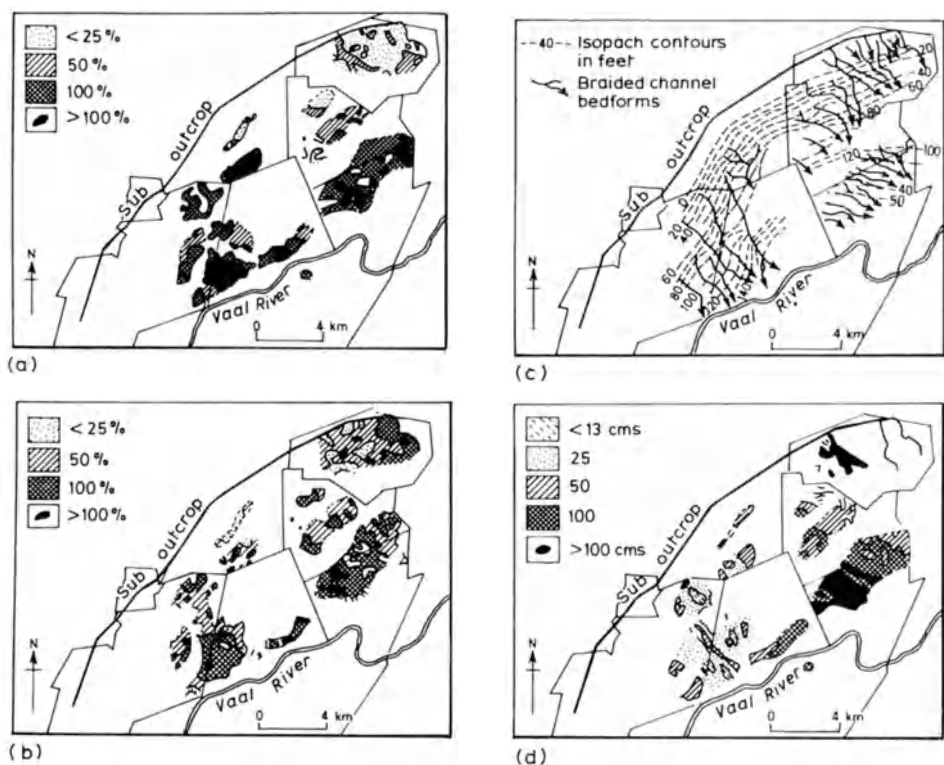 < 25 %
50 %
100 %
> 100 %
Sub outcrop
N
Vaal River
0 4 km
(a)
--40-- Isopach contours
in feet
Braided channel
bedforms
20
40
60
80
100
120
40
50
Sub outcrop
0
20
40
60
80
100
120
140
N
Vaal River
0 4 km
(c)
< 25 %
50 %
100 %
> 100 %
Sub outcrop
N
Vaal River
0 4 km
(b)
< 13 cms
25
50
100
> 100 cms
Sub outcrop
N
Vaal River
0 4 km
(d)